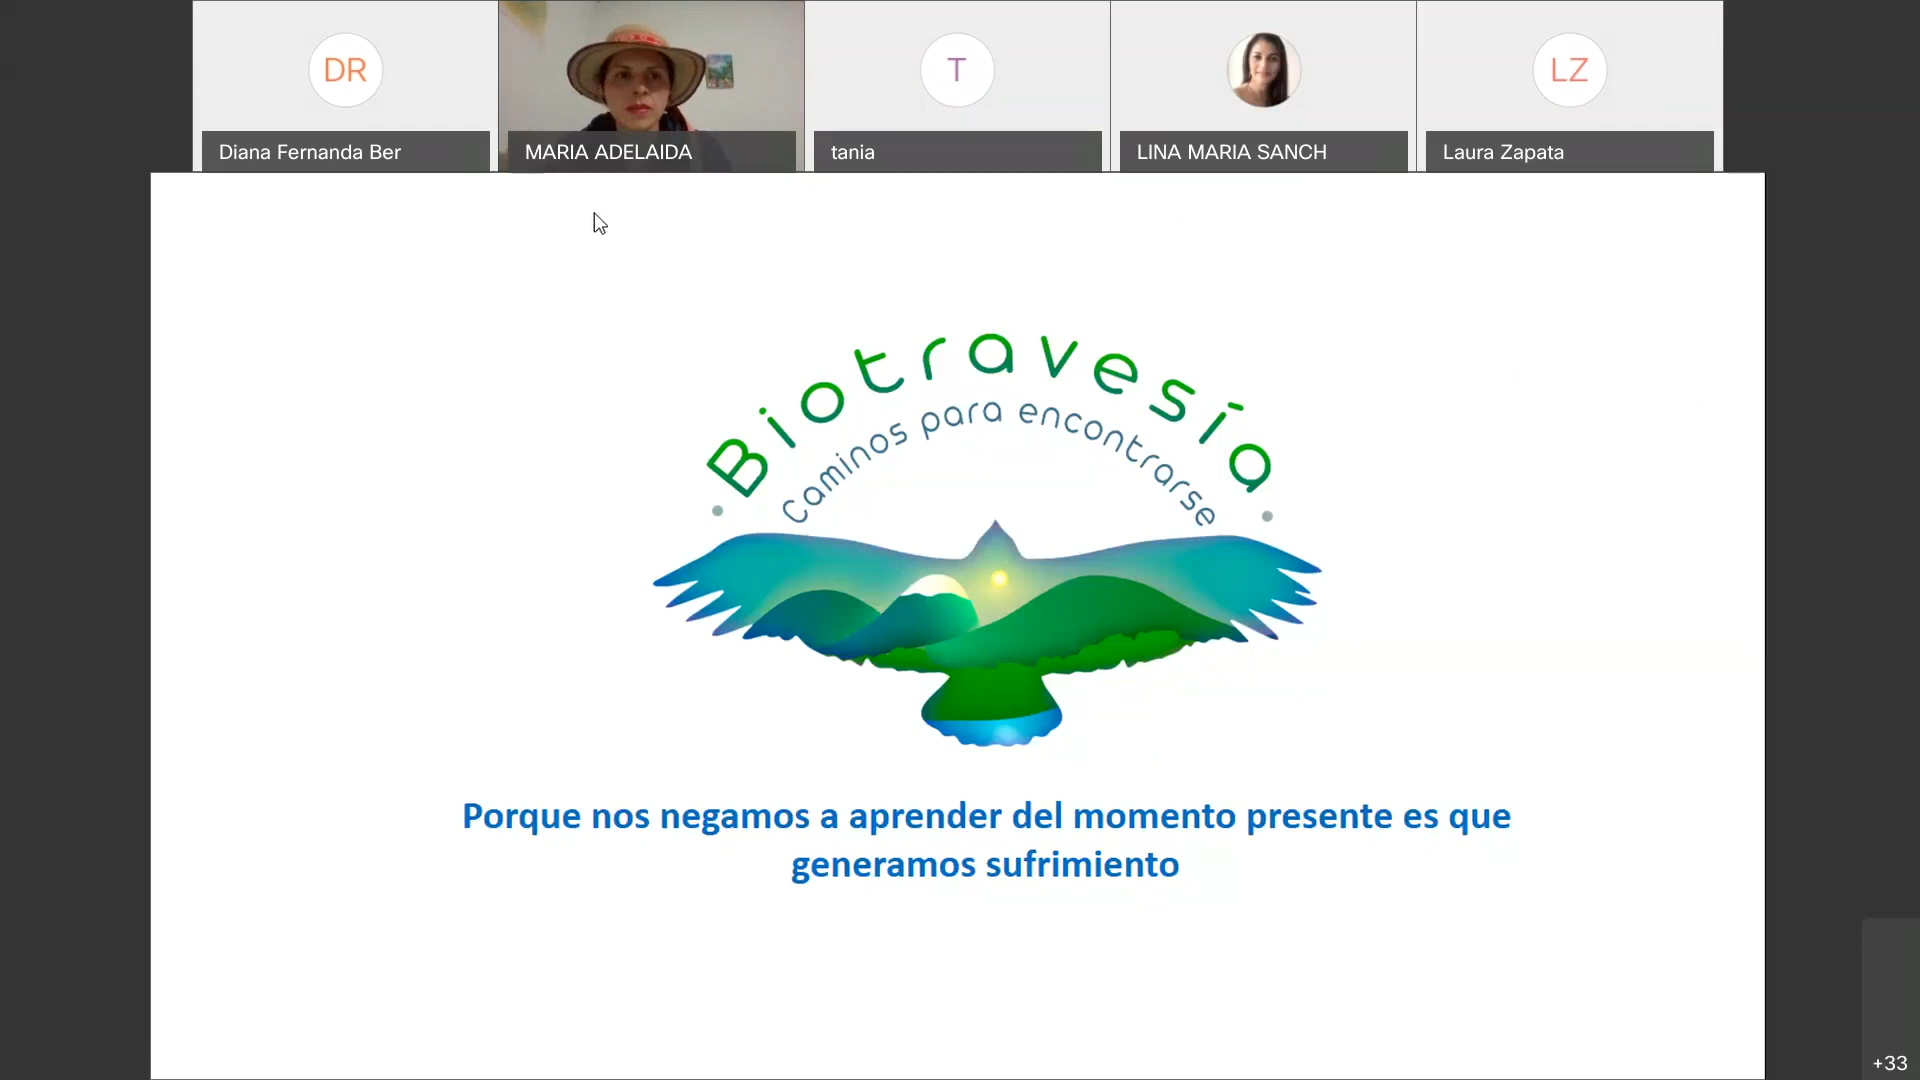 DR
T
LZ
Diana Fernanda Ber
MARIA ADELAIDA
tania
LINA MARIA SANCH
Laura Zapata
Biotravesía
Caminos para encontrarse
Porque nos negamos a aprender del momento presente es que
generamos sufrimiento
+33